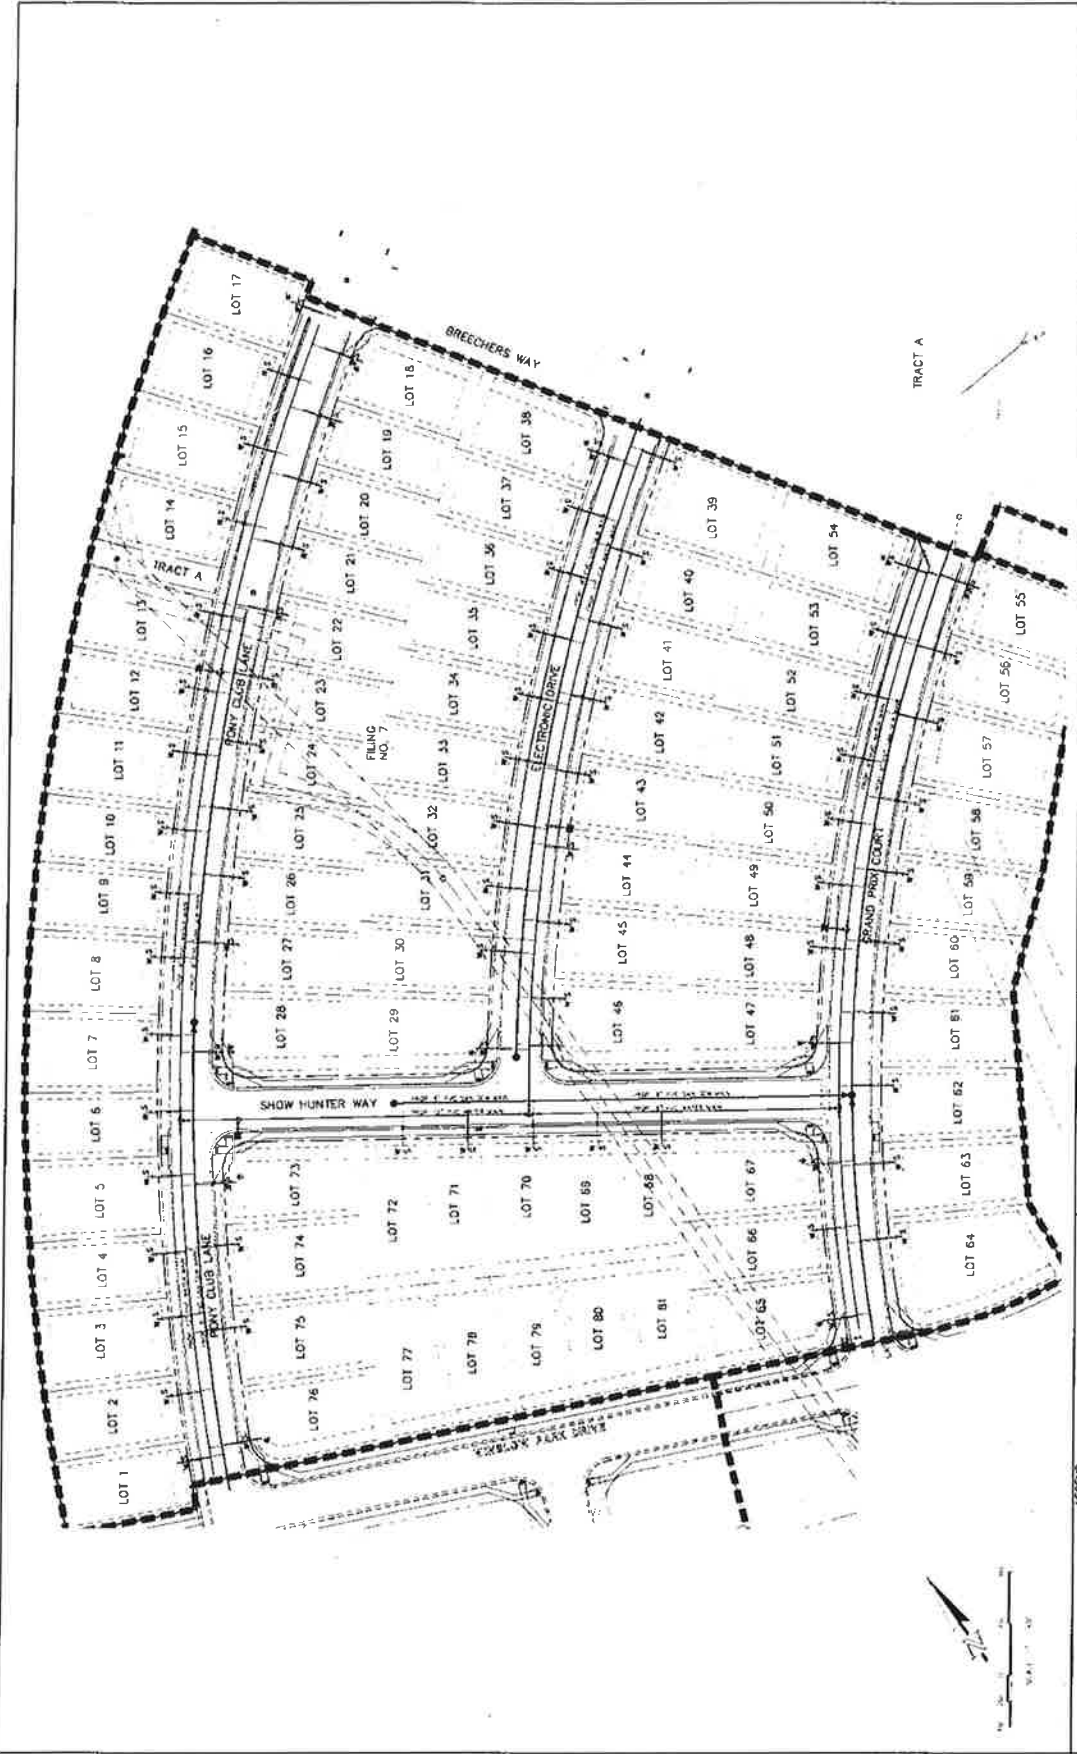 LOT 1
LOT 2
LOT 3
LOT 4
LOT 5
LOT 6
LOT 7
LOT 8
LOT 9
LOT 10
LOT 11
LOT 12
LOT 13
TRACT A
LOT 14
LOT 15
LOT 16
LOT 17
PONY CLUB LANE
PONY CLUB LANE
LOT 76
LOT 75
LOT 74
LOT 73
SHOW HUNTER WAY
LOT 28
LOT 27
LOT 26
LOT 25
LOT 24
LOT 23
LOT 22
LOT 21
LOT 20
LOT 19
LOT 18
BREECHERS WAY
FILING
NO. 7
LOT 29
LOT 30
LOT 31
LOT 32
LOT 33
LOT 34
LOT 35
LOT 36
LOT 37
LOT 38
LOT 77
LOT 78
LOT 79
LOT 80
LOT 81
LOT 72
LOT 71
LOT 70
LOT 69
LOT 68
ELECTRONIC DRIVE
LOT 46
LOT 45
LOT 44
LOT 43
LOT 42
LOT 41
LOT 40
LOT 39
LOT 65
LOT 66
LOT 67
LOT 47
LOT 48
LOT 49
LOT 50
LOT 51
LOT 52
LOT 53
LOT 54
GRAND PRIX COURT
TRACT A
LOT 64
LOT 63
LOT 62
LOT 61
LOT 60
LOT 59
LOT 58
LOT 57
LOT 56
LOT 55
PARK DRIVE